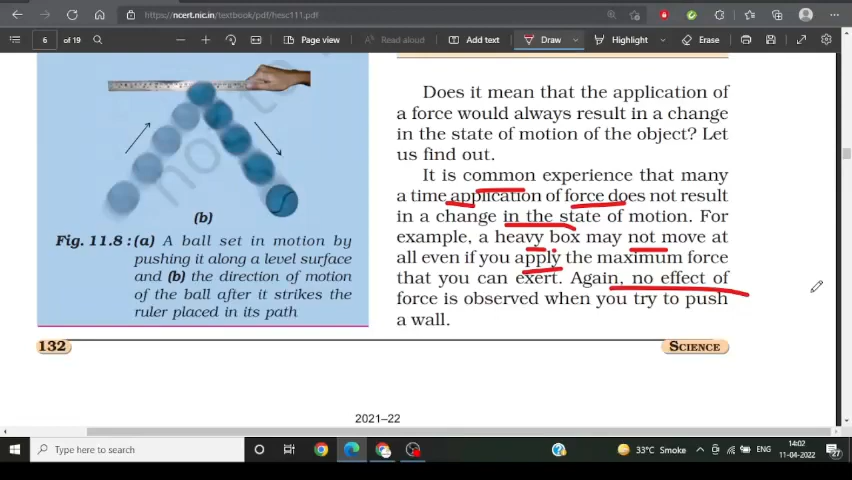 https://ncert.nic.in/textbook/pdf/hesc111.pdf
6 of 19
Page view
Read aloud
Add text
Draw
Highlight
Erase
not to
(b)
Fig. 11.8 : (a) A ball set in motion by
pushing it along a level surface
and (b) the direction of motion
of the ball after it strikes the
ruler placed in its path
Does it mean that the application of
a force would always result in a change
in the state of motion of the object? Let
us find out.
It is common experience that many
a time application of force does not result
in a change in the state of motion. For
example, a heavy box may not move at
all even if you apply the maximum force
that you can exert. Again, no effect of
force is observed when you try to push
a wall.
132
SCIENCE
2021–22
Type here to search
33°C Smoke
ENG
14:02
11-04-2022
27